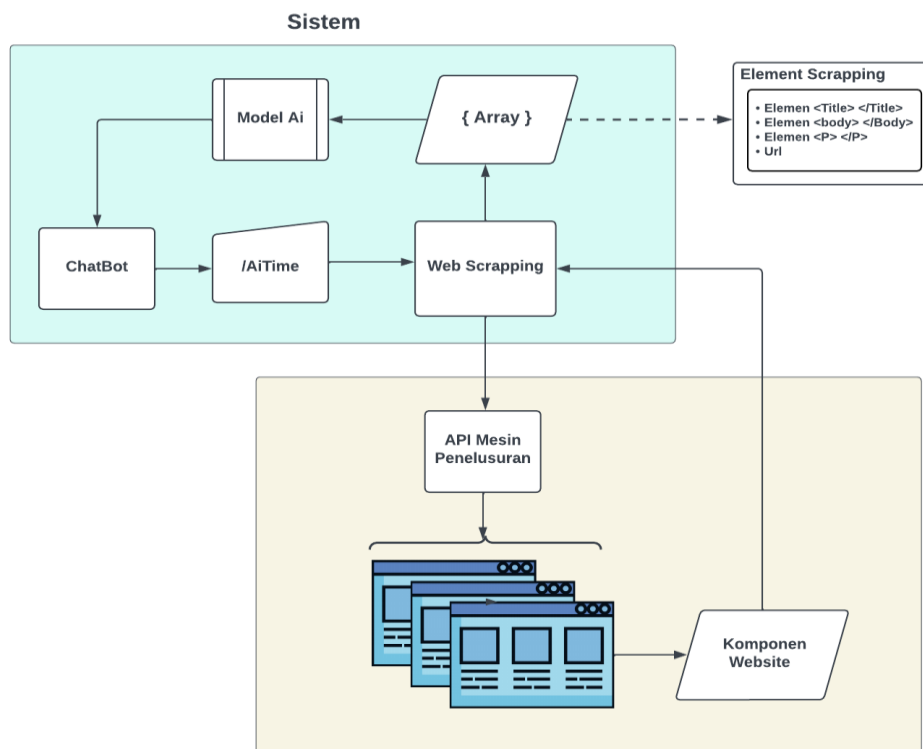 Sistem
Model Ai
{ Array }
Element Scrapping
• Elemen <Title> </Title>
• Elemen <body> </Body>
• Elemen <P> </P>
• Url
ChatBot
/AiTime
Web Scrapping
API Mesin
Penelusuran
Komponen
Website